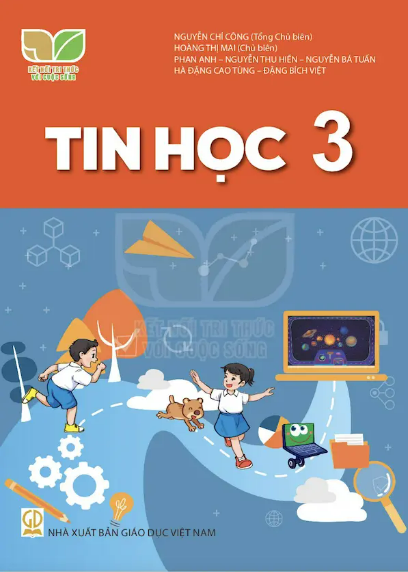 KẾT NỐI TRI THỨC
VỚI CUỘC SỐNG
NGUYỄN CHÍ CÔNG (Tổng Chủ biên)
HOÀNG THỊ MAI (Chủ biên)
PHAN ANH – NGUYỄN THU HIỀN – NGUYỄN BÁ TUẤN
HÀ ĐẶNG CAO TÙNG – ĐẶNG BÍCH VIỆT
TIN HỌC 3
KẾT NỐI TRI THỨC
VỚI CUỘC SỐNG
GD
NHÀ XUẤT BẢN GIÁO DỤC VIỆT NAM